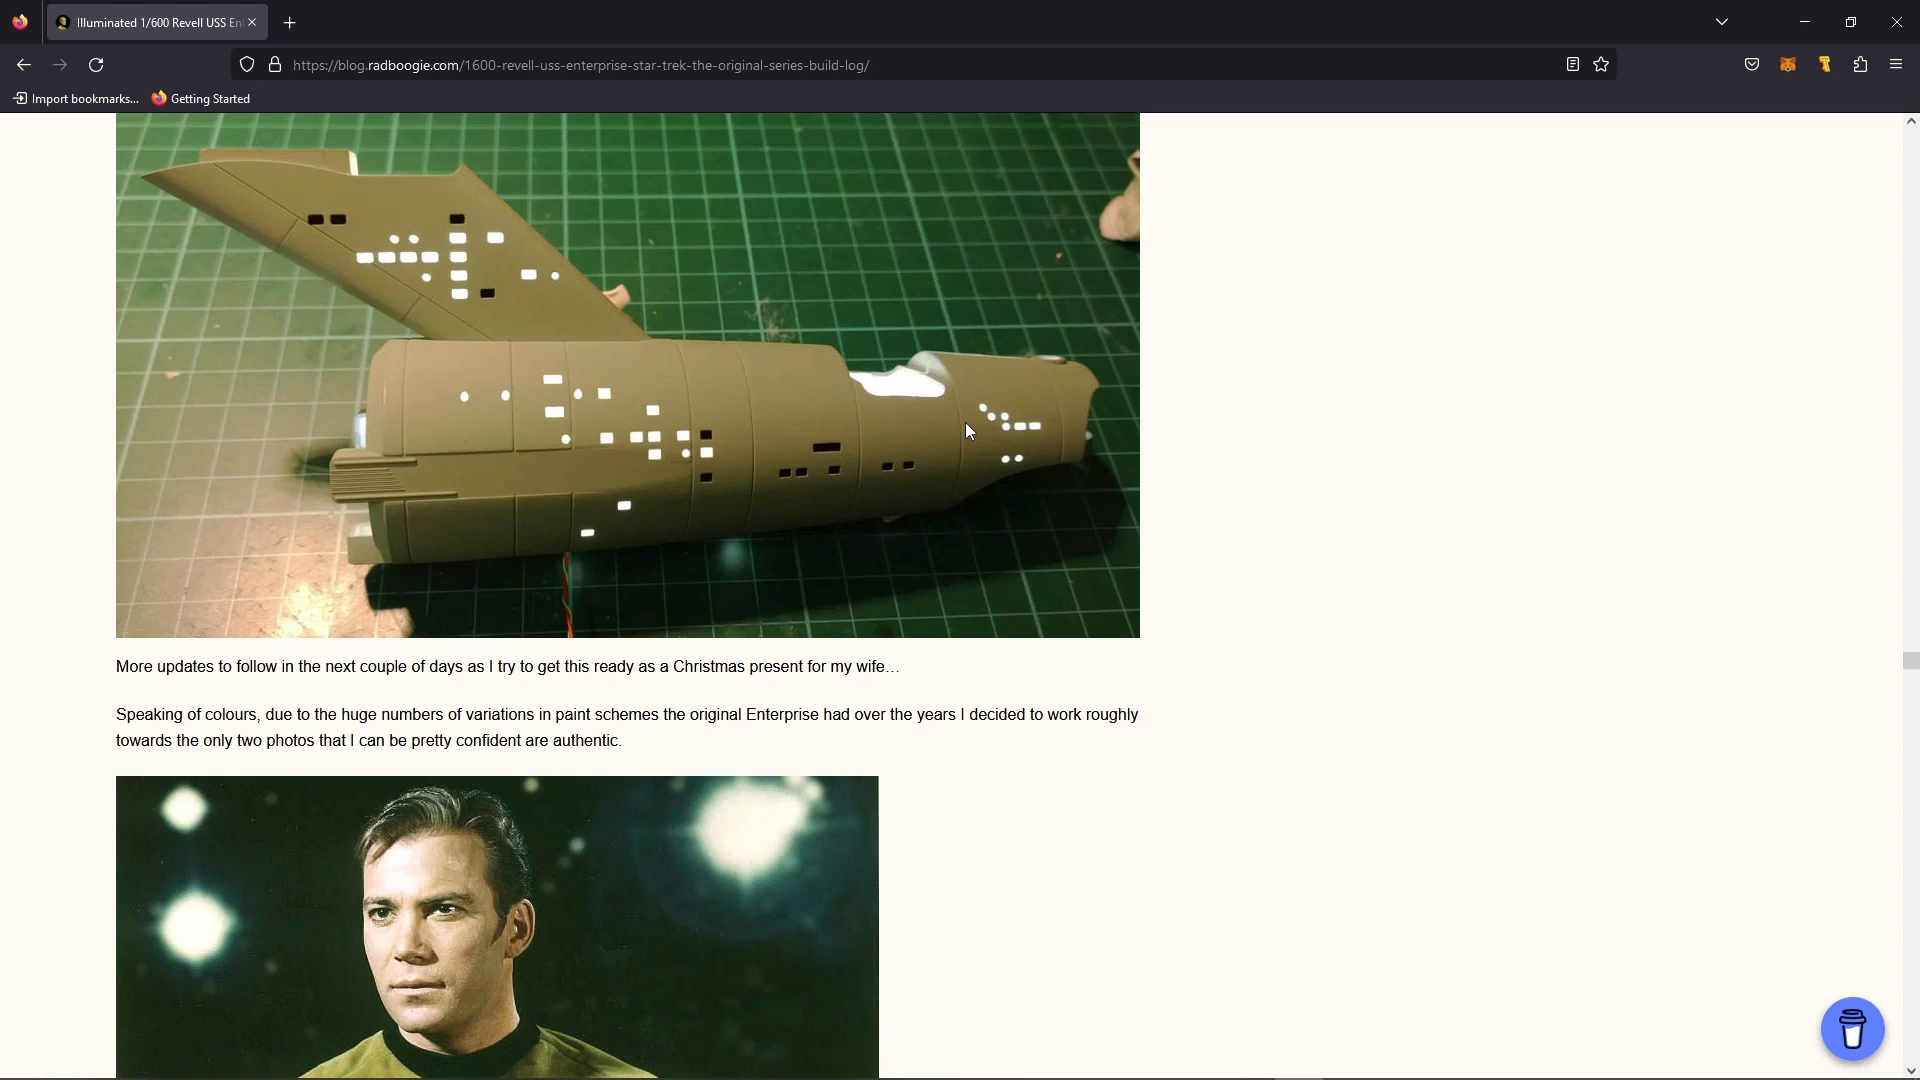 Illuminated 1/600 Revell USS En
https://blog.radboogie.com/1600-revell-uss-enterprise-star-trek-the-original-series-build-log/
Import bookmarks...
Getting Started
More updates to follow in the next couple of days as I try to get this ready as a Christmas present for my wife…
Speaking of colours, due to the huge numbers of variations in paint schemes the original Enterprise had over the years I decided to work roughly
towards the only two photos that I can be pretty confident are authentic.